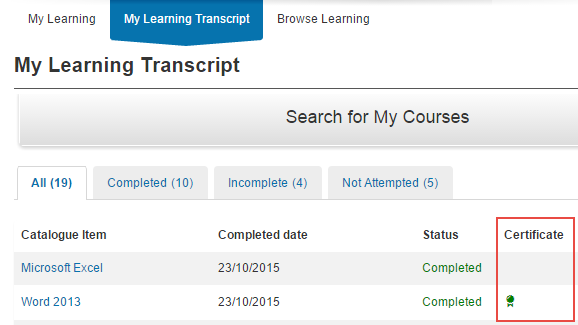 My Learning My Learning Transcript Browse Learning
My Learning Transcript
Search for My Courses
All (19) Completed (10) Incomplete (4) Not Attempted (5)
Catalogue Item Completed date Status Certificate
Microsoft Excel 23/10/2015 Completed
Word 2013 23/10/2015 Completed